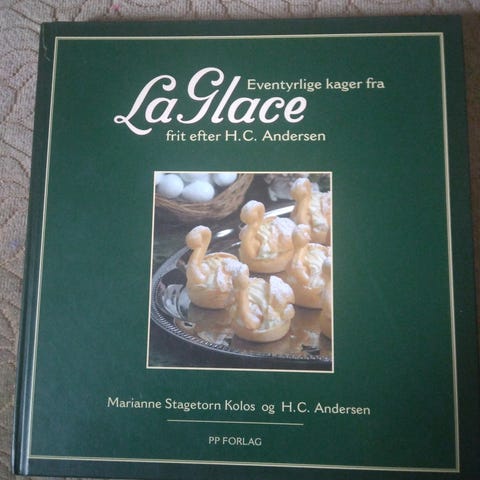 Eventyrlige kager fra
La Glace
frit efter H.C. Andersen
Marianne Stagetorn Kolos og H.C. Andersen
PP FORLAG